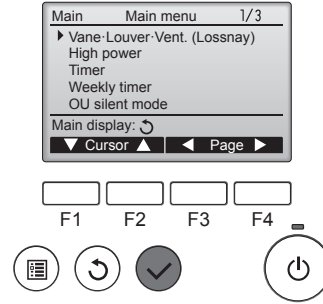 Main Main menu 1/3
Vane·Louver·Vent. (Lossnay)
High power
Timer
Weekly timer
OU silent mode
Main display:
Cursor Page
F1 F2 F3 F4